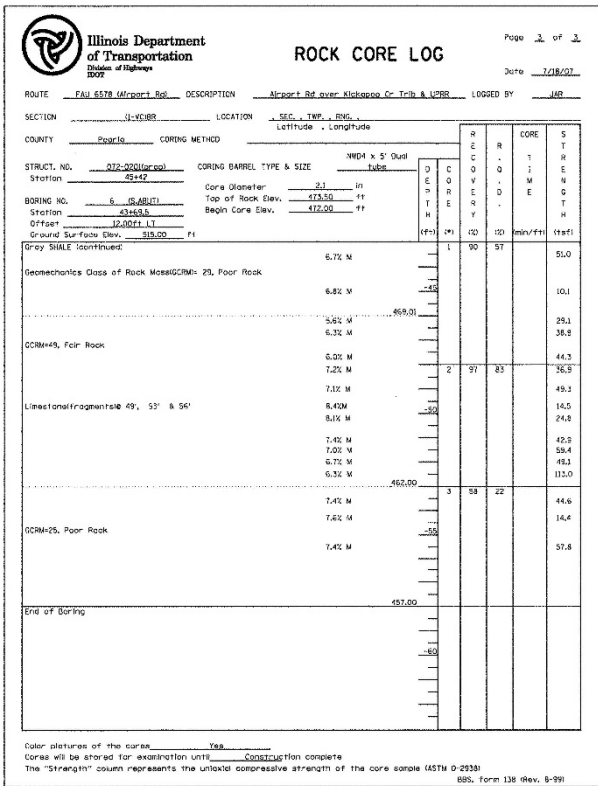 Illinois Department
of Transportation
Division of Highways
IDOT
ROCK CORE LOG
Page 3 of 3
Date 7/18/07
ROUTE FAU 6578 (Airport Rd) DESCRIPTION Airport Rd over Kickapoo Cr Trib & UPRR LOGGED BY JAR
SECTION (1-VC)BR LOCATION , SEC. , TWP. , RNG. ,
Latitude , Longitude
COUNTY Peoria CORING METHOD
STRUCT. NO. 072-0201(prop) CORING BARREL TYPE & SIZE NWD4 x 5' Dual tube
Station 45+42
Core Diameter 2.1 in
Top of Rock Elev. 473.50 ft
Begin Core Elev. 472.00 ft
BORING NO. 6 (S.ABUT)
Station 43+69.5
Offset 12.00ft LT
Ground Surface Elev. 515.00 ft
DEPTH (ft)
CORE (#)
RECOVERY (%)
R.Q.D. (%)
CORE TIME (min/ft)
STRENGTH (tsf)
Gray SHALE (continued) 1 90 57
6.7% M 51.0
Geomechanics Class of Rock Mass(GCRM)= 29, Poor Rock
6.8% M -45 10.1
469.01
5.6% M 29.1
6.3% M 38.9
GCRM=49, Fair Rock
6.0% M 44.3
7.2% M 2 97 83 36.9
7.1% M 49.3
Limestone(fragments)@ 49', 53' & 56' 8.4%M -50 14.5
8.1% M 24.8
7.4% M 42.9
7.0% M 59.4
6.7% M 49.1
6.3% M 113.0
462.00
3 58 22
7.4% M 44.6
7.6% M 14.4
GCRM=25, Poor Rock -55
7.4% M 57.8
457.00
End of Boring
-60
Color pictures of the cores Yes
Cores will be stored for examination until Construction complete
The "Strength" column represents the uniaxial compressive strength of the core sample (ASTM D-2938)
BBS, form 138 (Rev. 8-99)